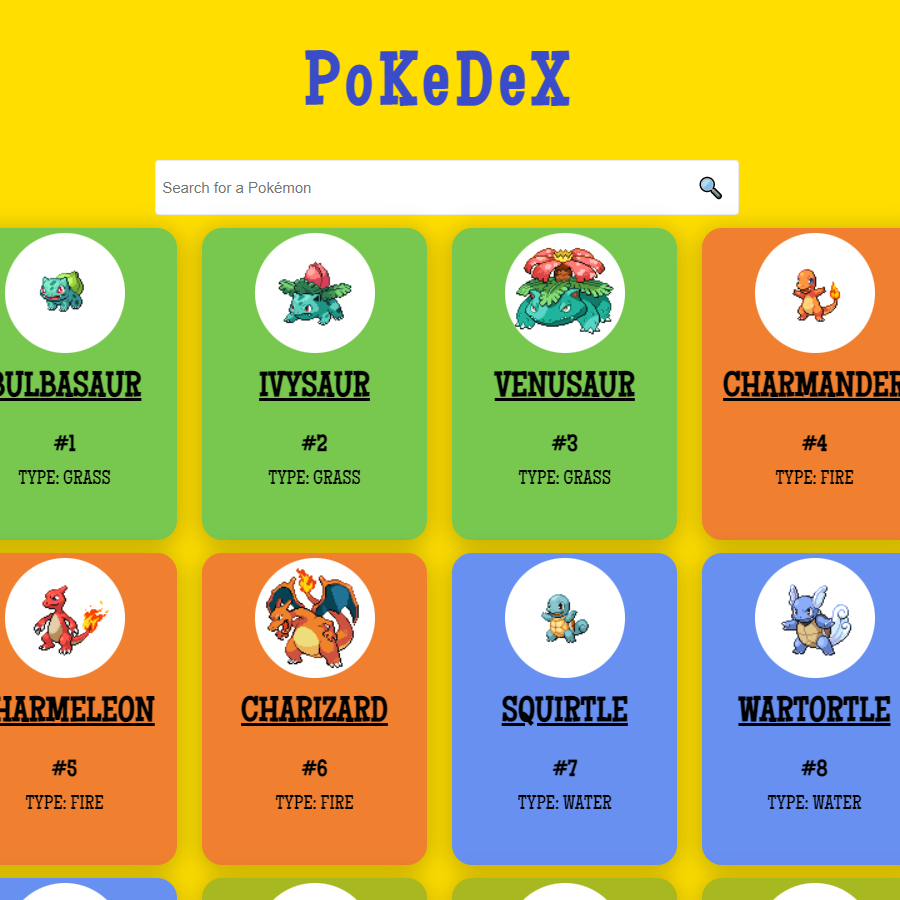 PoKeDeX
Search for a Pokémon
BULBASAUR
#1
TYPE: GRASS
IVYSAUR
#2
TYPE: GRASS
VENUSAUR
#3
TYPE: GRASS
CHARMANDER
#4
TYPE: FIRE
HARMELEON
#5
TYPE: FIRE
CHARIZARD
#6
TYPE: FIRE
SQUIRTLE
#7
TYPE: WATER
WARTORTLE
#8
TYPE: WATER